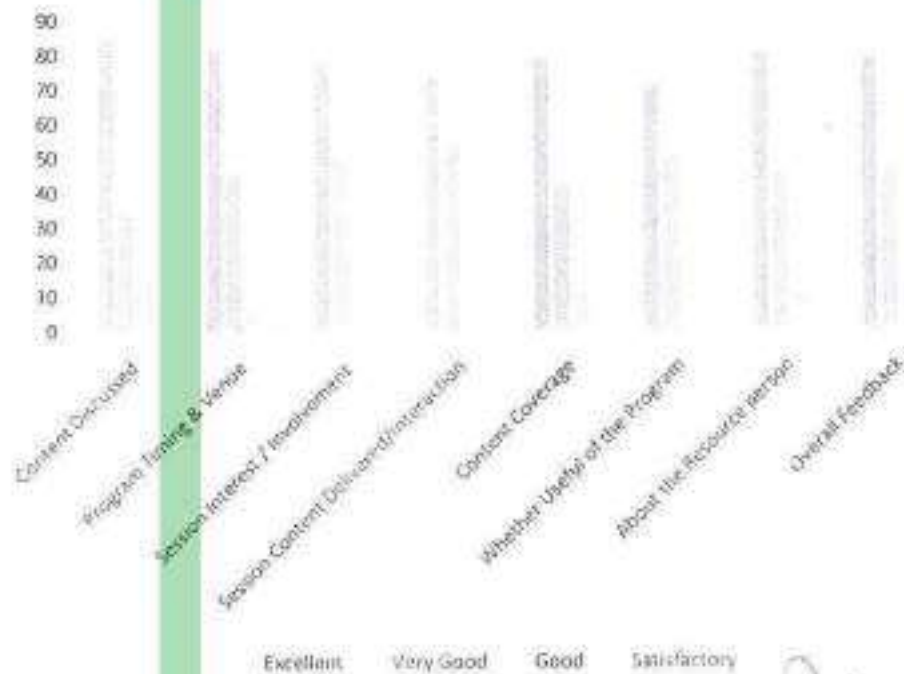 90
80
70
60
50
40
30
20
10
0
Content Discussed
Program Timing & Venue
Session Interest / Involvement
Session Content Delivered/Interaction
Content Coverage
Whether Useful of the Program
About the Resource person
Overall Feedback
Excellent Very Good Good Satisfactory